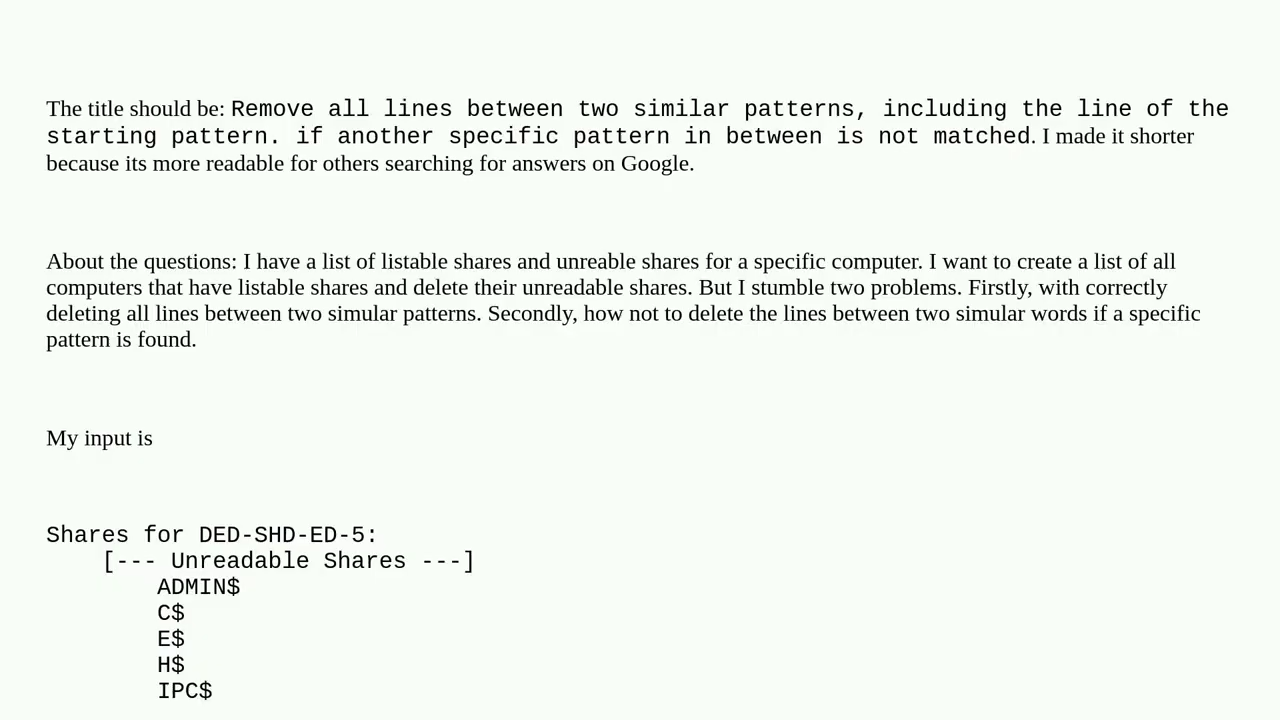 The title should be: Remove all lines between two similar patterns, including the line of the
starting pattern. if another specific pattern in between is not matched. I made it shorter
because its more readable for others searching for answers on Google.
About the questions: I have a list of listable shares and unreable shares for a specific computer. I want to create a list of all
computers that have listable shares and delete their unreadable shares. But I stumble two problems. Firstly, with correctly
deleting all lines between two simular patterns. Secondly, how not to delete the lines between two simular words if a specific
pattern is found.
My input is
Shares for DED-SHD-ED-5:
    [--- Unreadable Shares ---]
        ADMIN$
        C$
        E$
        H$
        IPC$